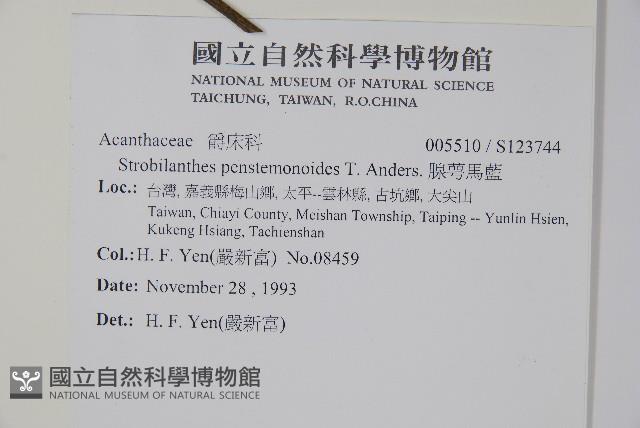 國立自然科學博物館
NATIONAL MUSEUM OF NATURAL SCIENCE
TAICHUNG, TAIWAN, R.O.CHINA
Acanthaceae 爵床科 005510 / S123744
Strobilanthes penstemonoides T. Anders. 腺萼馬藍
Loc.: 台灣, 嘉義縣梅山鄉, 太平--雲林縣, 古坑鄉, 大尖山
Taiwan, Chiayi County, Meishan Township, Taiping -- Yunlin Hsien,
Kukeng Hsiang, Tachienshan
Col.: H. F. Yen(嚴新富) No.08459
Date: November 28 , 1993
Det.: H. F. Yen(嚴新富)
國立自然科學博物館
NATIONAL MUSEUM OF NATURAL SCIENCE